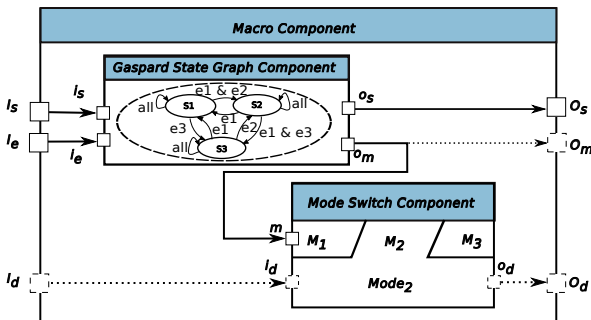 Macro Component
Gaspard State Graph Component
Is
is
e1 & e2
os
Os
all
S1
S2
all
e1
Ie
ie
e3
e1
e2
e1 & e3
all
S3
om
Om
Mode Switch Component
m
M1
M2
M3
Id
id
Mode2
od
Od